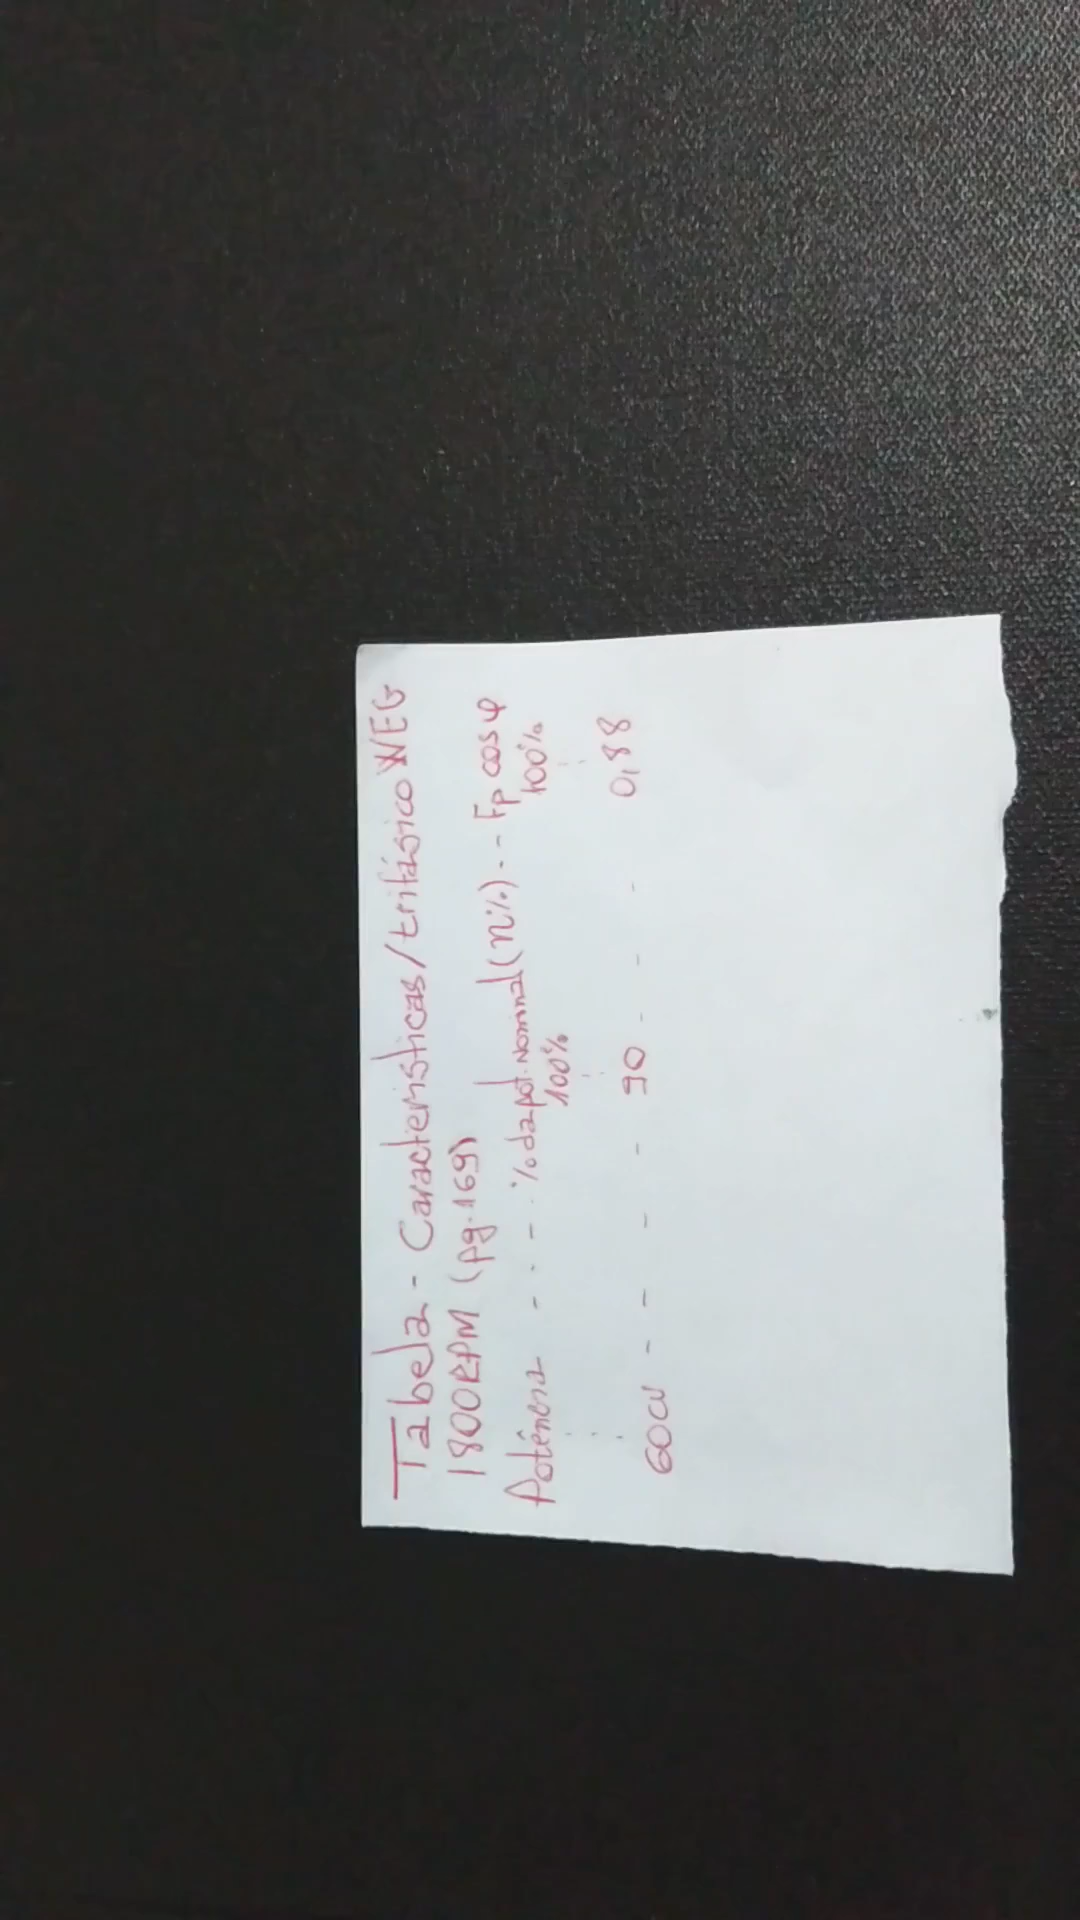 Tabela - Características/trifásico WEG
1800RPM (pg.169)
Potência - - - - % da pot. Nominal (η%) - - Fp cos φ
100% 100%
60cv - - - - 90 - - - 0,88